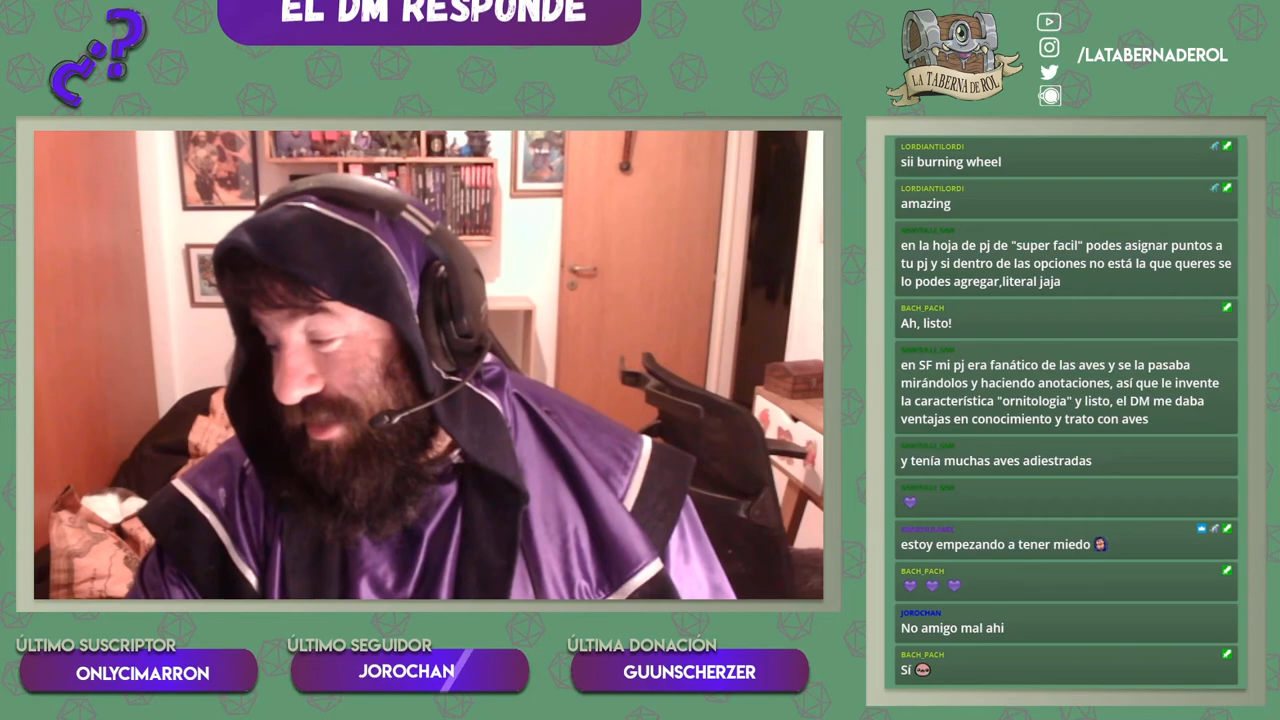 EL DM RESPONDE
LA TABERNA DE ROL
/LATABERNADEROL
LORDIANTILORDI
sii burning wheel
LORDIANTILORDI
amazing
en la hoja de pj de "super facil" podes asignar puntos a
tu pj y si dentro de las opciones no está la que queres se
lo podes agregar,literal jaja
BACH_PACH
Ah, listo!
en SF mi pj era fanático de las aves y se la pasaba
mirándolos y haciendo anotaciones, así que le invente
la característica "ornitologia" y listo, el DM me daba
ventajas en conocimiento y trato con aves
y tenía muchas aves adiestradas
estoy empezando a tener miedo
BACH_PACH
JOROCHAN
No amigo mal ahi
BACH_PACH
Sí
ÚLTIMO SUSCRIPTOR
ONLYCIMARRON
ÚLTIMO SEGUIDOR
JOROCHAN
ÚLTIMA DONACIÓN
GUUNSCHERZER